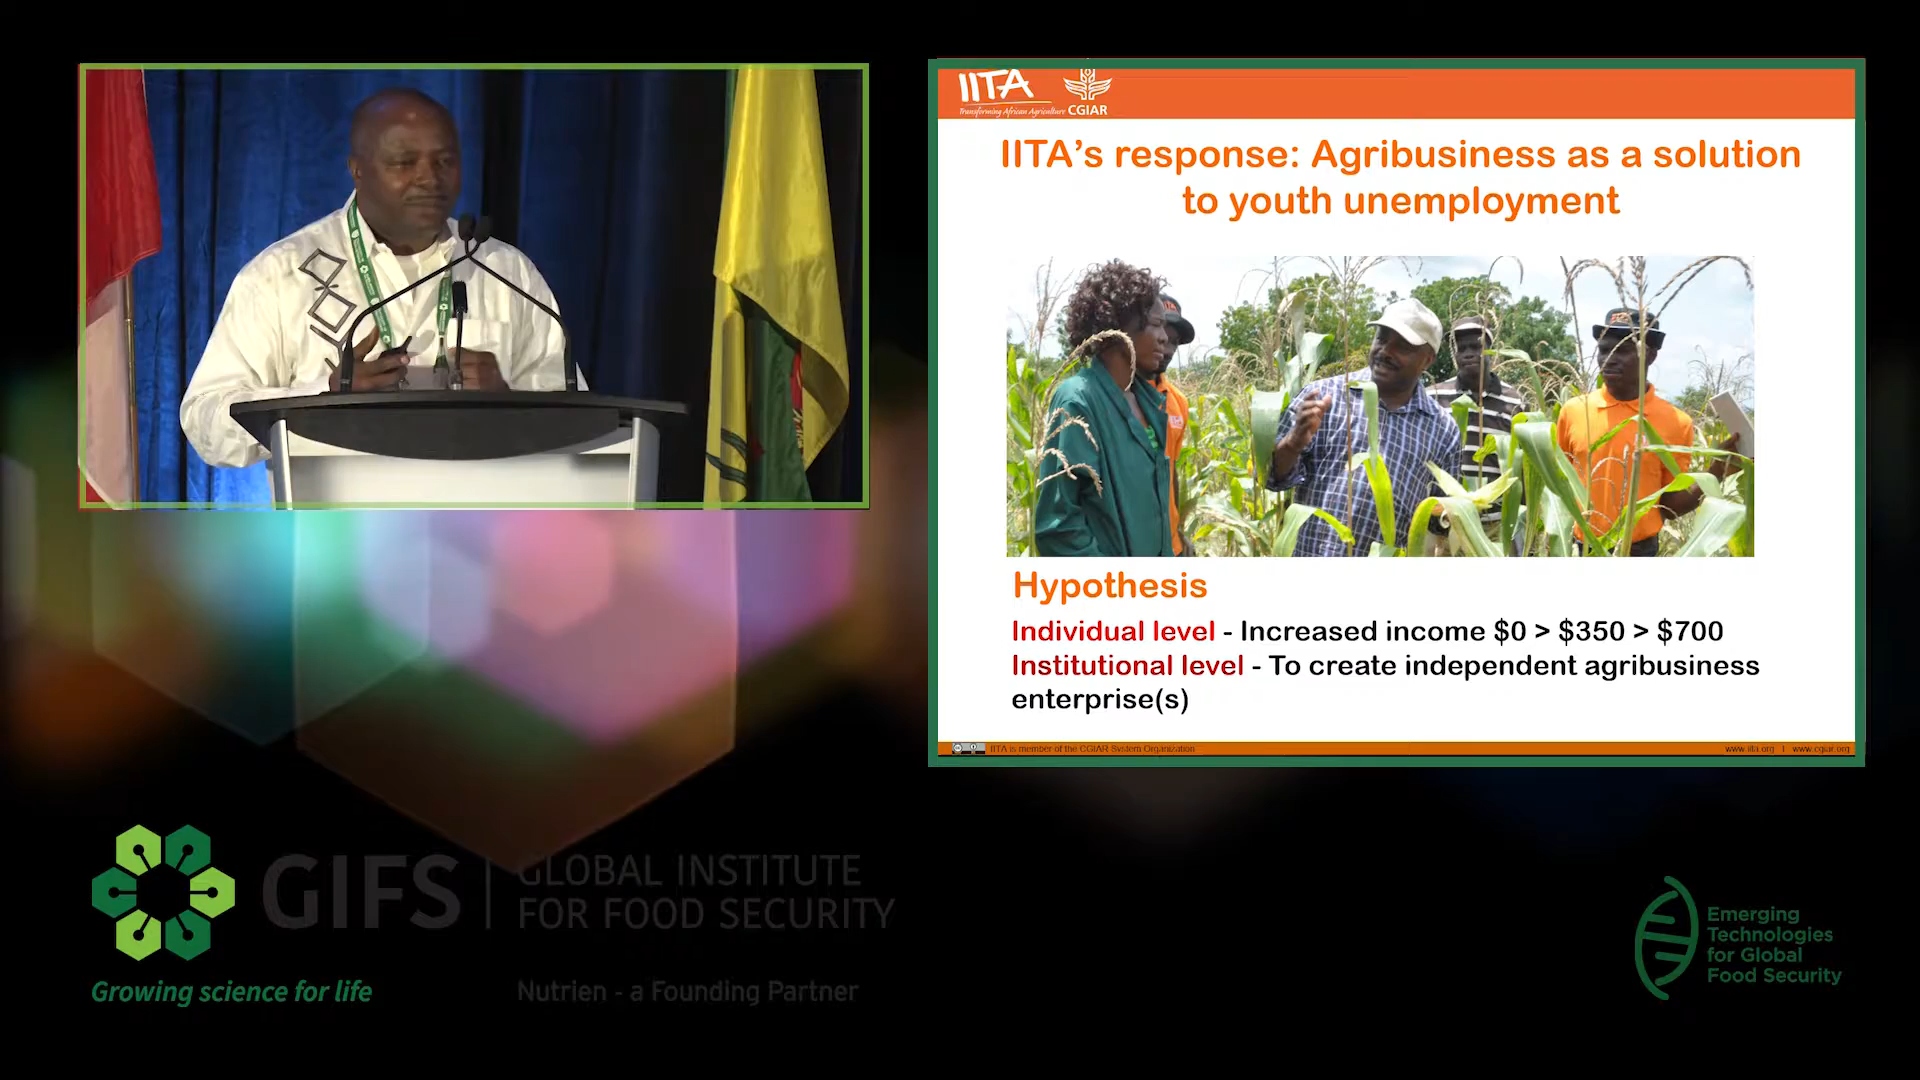 IITA
Transforming African Agriculture
CGIAR
IITA's response: Agribusiness as a solution
to youth unemployment
Hypothesis
Individual level - Increased income $0 > $350 > $700
Institutional level - To create independent agribusiness
enterprise(s)
IITA is member of the CGIAR System Organization
www.iita.org | www.cgiar.org
GIFS
GLOBAL INSTITUTE
FOR FOOD SECURITY
Growing science for life
Nutrien - a Founding Partner
Emerging
Technologies
for Global
Food Security